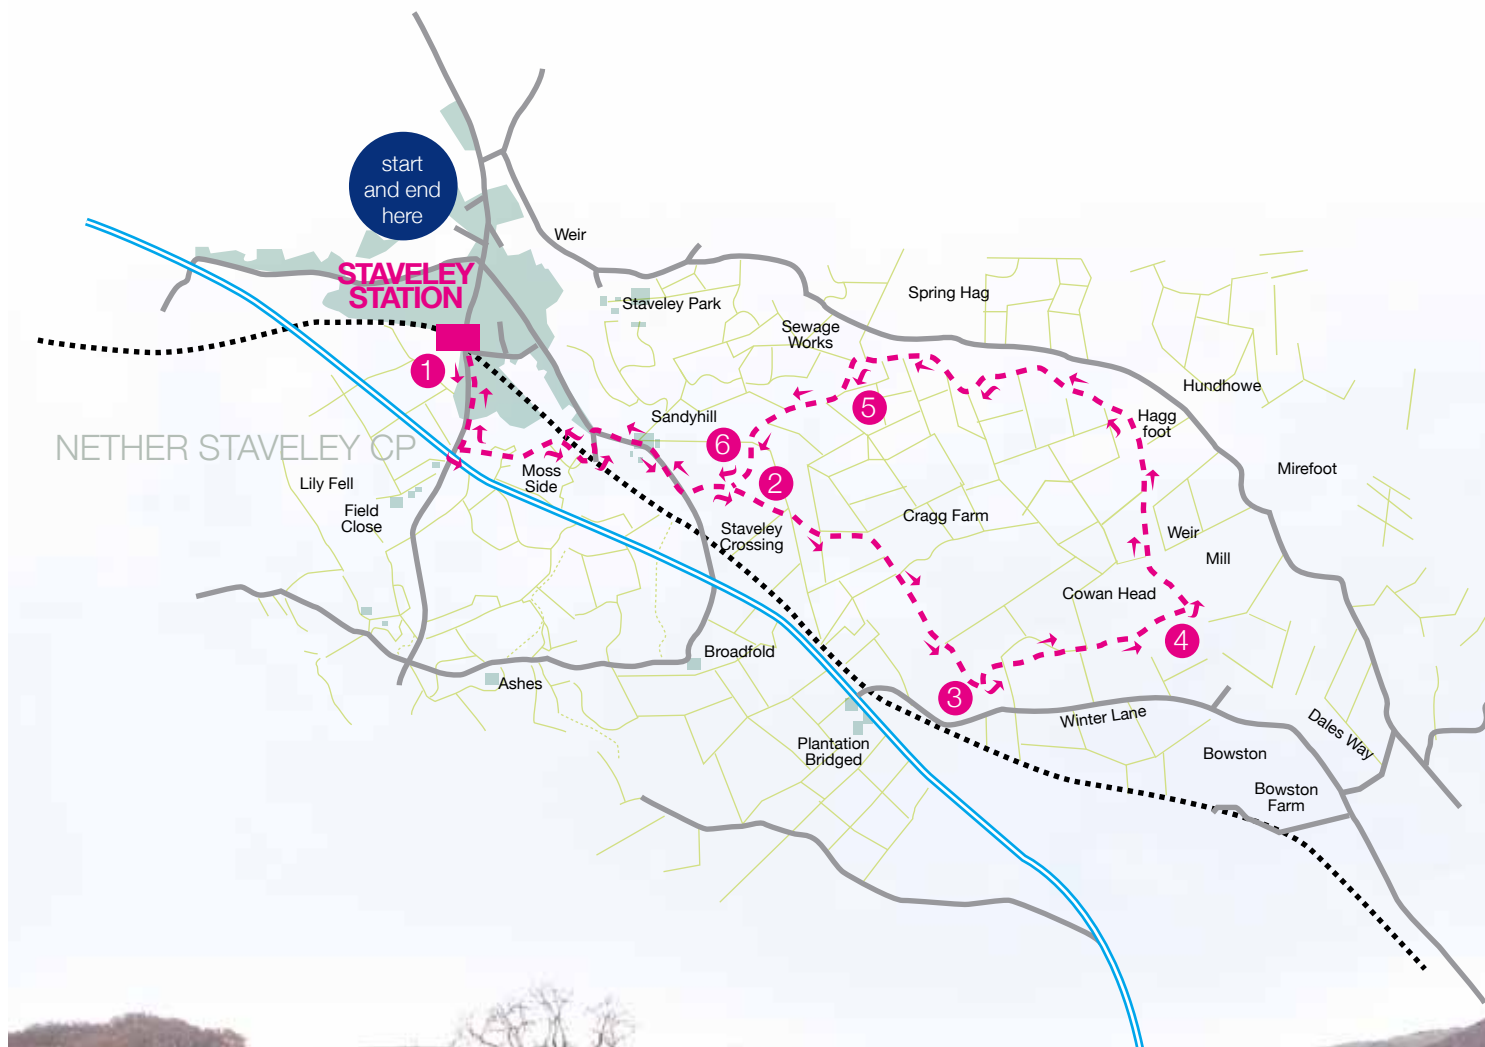 start
and end
here
STAVELEY
STATION
Weir
Staveley Park
Spring Hag
Sewage
Works
1
Hundhowe
5
Hagg
foot
Sandyhill
NETHER STAVELEY CP
6
Moss
Side
2
Mirefoot
Lily Fell
Field
Close
Cragg Farm
Staveley
Crossing
Weir
Mill
Cowan Head
4
Broadfold
Ashes
3
Winter Lane
Dales Way
Plantation
Bridged
Bowston
Bowston
Farm